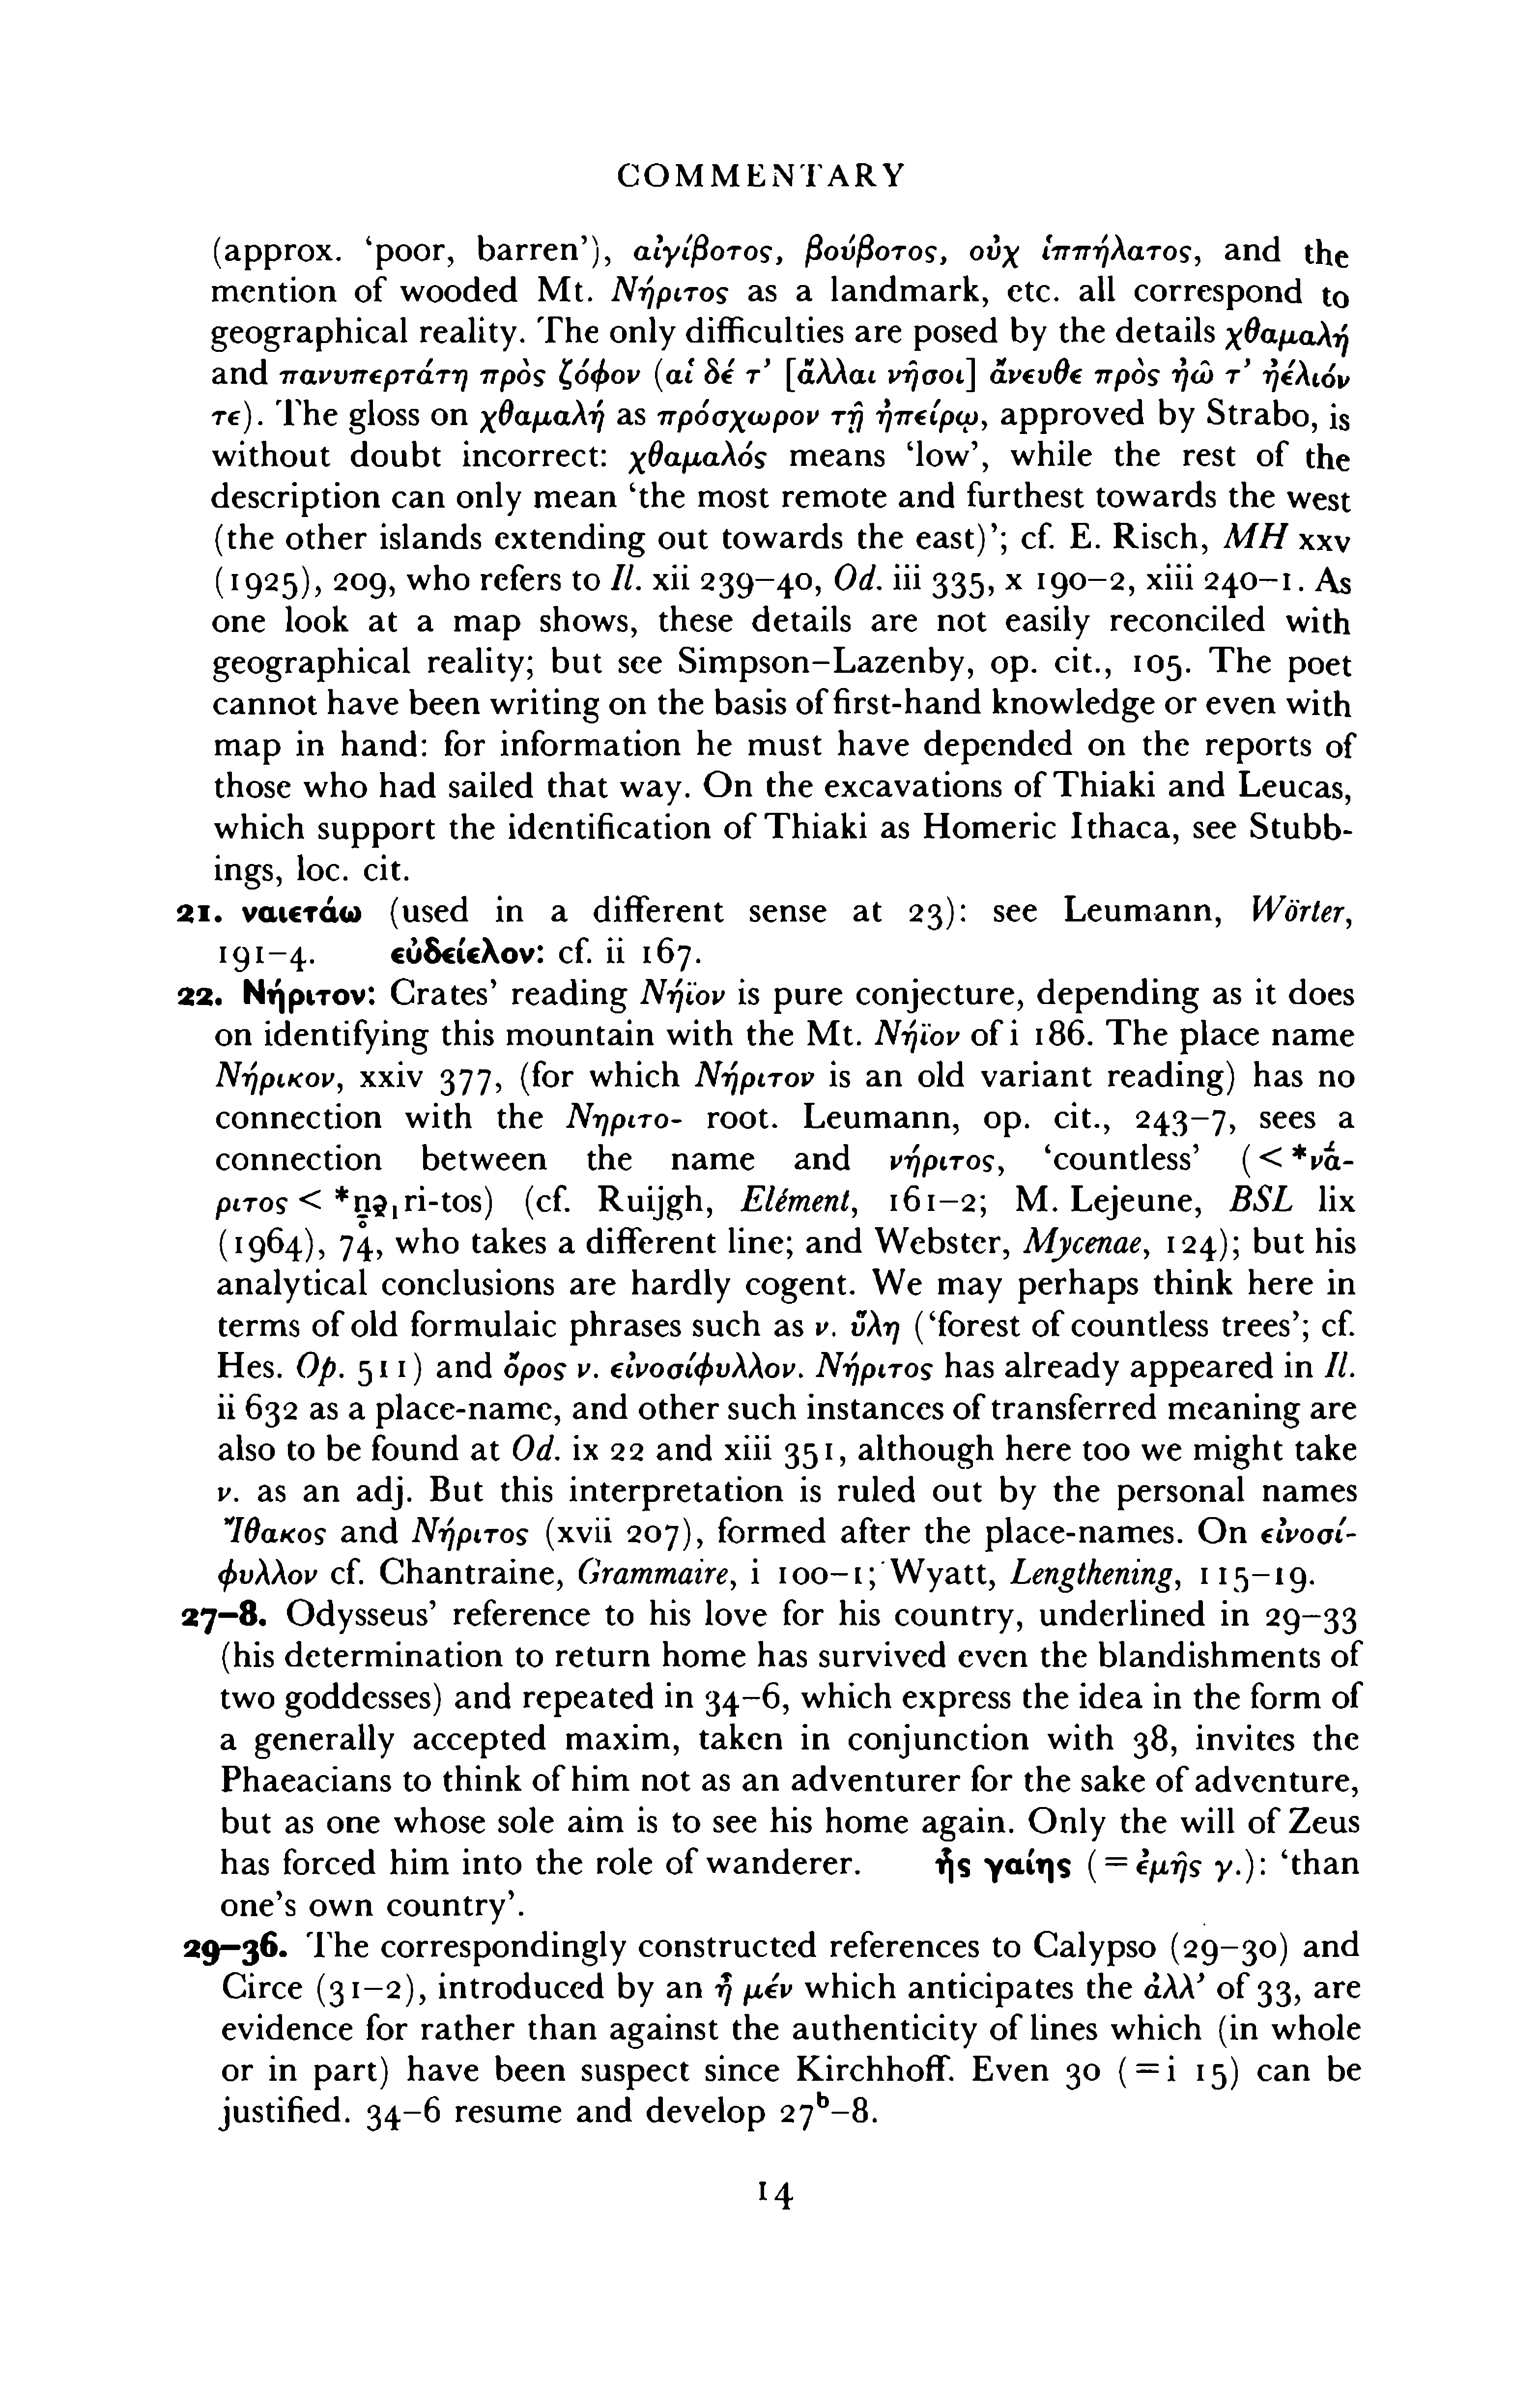 COMMENTARY
(approx. ‘poor, barren’), αἰγίβοτος, βούβοτος, οὐχ ἱππήλατος, and the
mention of wooded Mt. Νήριτος as a landmark, etc. all correspond to
geographical reality. The only difficulties are posed by the details χθαμαλή
and πανυπερτάτη πρὸς ζόφον (αἱ δέ τ’ [ἄλλαι νῆσοι] ἄνευθε πρὸς ἠῶ τ’ ἠέλιόν
τε). The gloss on χθαμαλή as πρόσχωρον τῇ ἠπείρῳ, approved by Strabo, is
without doubt incorrect: χθαμαλός means ‘low’, while the rest of the
description can only mean ‘the most remote and furthest towards the west
(the other islands extending out towards the east)’; cf. E. Risch, MH xxv
(1925), 209, who refers to Il. xii 239–40, Od. iii 335, x 190–2, xiii 240–1. As
one look at a map shows, these details are not easily reconciled with
geographical reality; but see Simpson–Lazenby, op. cit., 105. The poet
cannot have been writing on the basis of first-hand knowledge or even with
map in hand: for information he must have depended on the reports of
those who had sailed that way. On the excavations of Thiaki and Leucas,
which support the identification of Thiaki as Homeric Ithaca, see Stubb-
ings, loc. cit.
21. ναιετάω (used in a different sense at 23): see Leumann, Wörter,
191–4. εὐδείελον: cf. ii 167.
22. Νήριτον: Crates’ reading Νήϊον is pure conjecture, depending as it does
on identifying this mountain with the Mt. Νήϊον of i 186. The place name
Νήρικον, xxiv 377, (for which Νήριτον is an old variant reading) has no
connection with the Νηριτο- root. Leumann, op. cit., 243–7, sees a
connection between the name and νήριτος, ‘countless’ (< *νά-
ριτος < *n̥ə₁ri-tos) (cf. Ruijgh, Elément, 161–2; M. Lejeune, BSL lix
(1964), 74, who takes a different line; and Webster, Mycenae, 124); but his
analytical conclusions are hardly cogent. We may perhaps think here in
terms of old formulaic phrases such as ν. ὕλη (‘forest of countless trees’; cf.
Hes. Op. 511) and ὄρος ν. εἰνοσίφυλλον. Νήριτος has already appeared in Il.
ii 632 as a place-name, and other such instances of transferred meaning are
also to be found at Od. ix 22 and xiii 351, although here too we might take
ν. as an adj. But this interpretation is ruled out by the personal names
Ἴθακος and Νήριτος (xvii 207), formed after the place-names. On εἰνοσί-
φυλλον cf. Chantraine, Grammaire, i 100–1; Wyatt, Lengthening, 115–19.
27–8. Odysseus’ reference to his love for his country, underlined in 29–33
(his determination to return home has survived even the blandishments of
two goddesses) and repeated in 34–6, which express the idea in the form of
a generally accepted maxim, taken in conjunction with 38, invites the
Phaeacians to think of him not as an adventurer for the sake of adventure,
but as one whose sole aim is to see his home again. Only the will of Zeus
has forced him into the role of wanderer. ἧς γαίης (= ἐμῆς γ.): ‘than
one’s own country’.
29–36. The correspondingly constructed references to Calypso (29–30) and
Circe (31–2), introduced by an ἦ μέν which anticipates the ἀλλ’ of 33, are
evidence for rather than against the authenticity of lines which (in whole
or in part) have been suspect since Kirchhoff. Even 30 (= i 15) can be
justified. 34–6 resume and develop 27ᵇ–8.
14